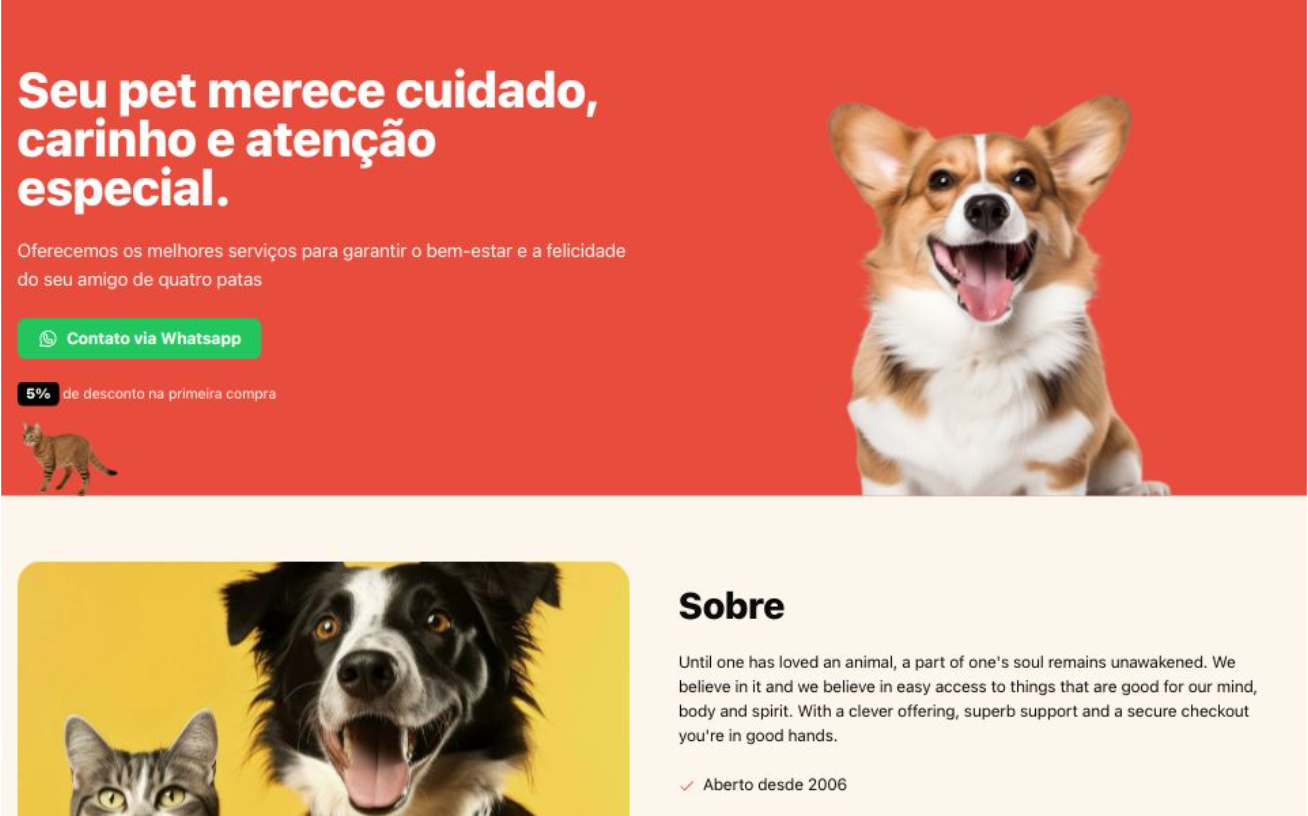 Seu pet merece cuidado,
carinho e atenção
especial.
Oferecemos os melhores serviços para garantir o bem-estar e a felicidade
do seu amigo de quatro patas
Contato via Whatsapp
5% de desconto na primeira compra
Sobre
Until one has loved an animal, a part of one's soul remains unawakened. We
believe in it and we believe in easy access to things that are good for our mind,
body and spirit. With a clever offering, superb support and a secure checkout
you're in good hands.
Aberto desde 2006